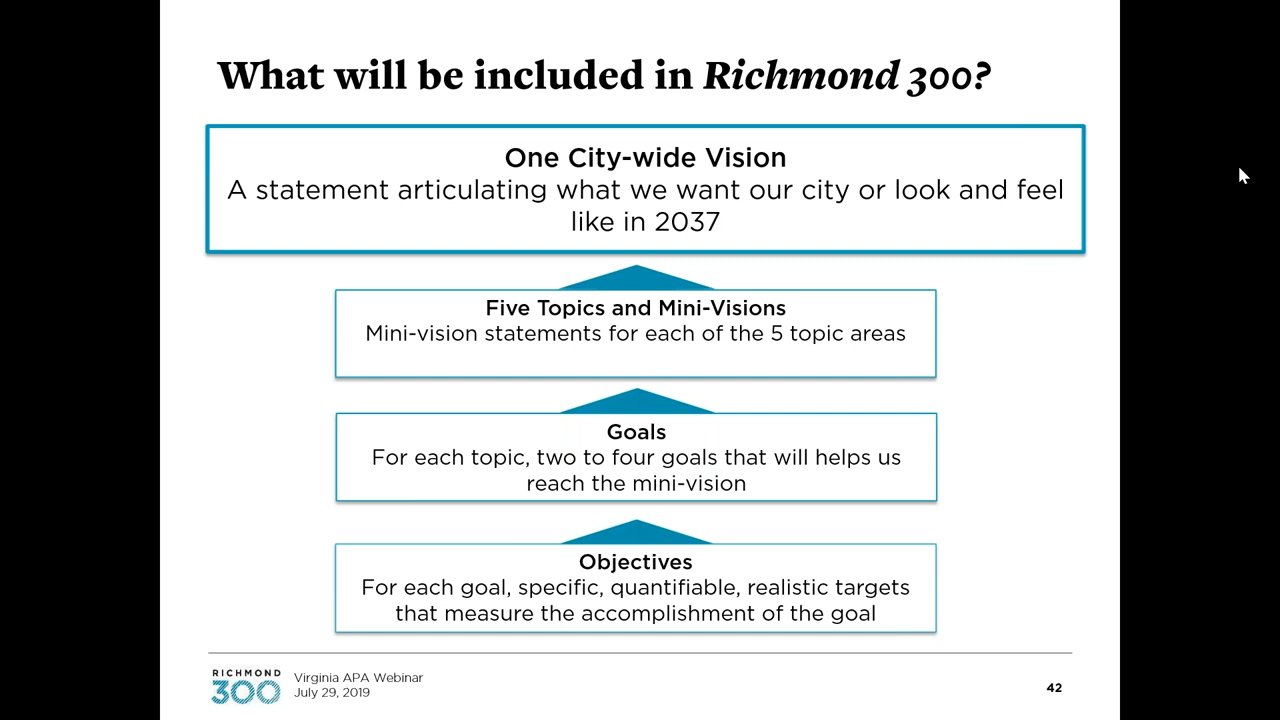 What will be included in Richmond 300?
One City-wide Vision
A statement articulating what we want our city or look and feel
like in 2037
Five Topics and Mini-Visions
Mini-vision statements for each of the 5 topic areas
Goals
For each topic, two to four goals that will helps us
reach the mini-vision
Objectives
For each goal, specific, quantifiable, realistic targets
that measure the accomplishment of the goal
RICHMOND
300
Virginia APA Webinar
July 29, 2019
42